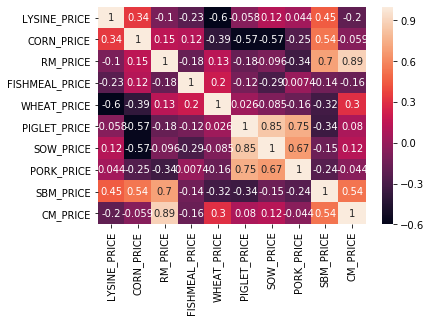 LYSINE_PRICE 1 0.34 -0.1 -0.23 -0.6 -0.058 0.12 0.044 0.45 -0.2
CORN_PRICE 0.34 1 0.15 0.12 -0.39 -0.57 -0.57 -0.25 0.54 -0.059
RM_PRICE -0.1 0.15 1 -0.18 0.13 -0.18 -0.096 -0.34 0.7 0.89
FISHMEAL_PRICE -0.23 0.12 -0.18 1 0.2 -0.12 -0.29 0.0074 -0.14 -0.16
WHEAT_PRICE -0.6 -0.39 0.13 0.2 1 0.026 0.085 -0.16 -0.32 0.3
PIGLET_PRICE -0.058 -0.57 -0.18 -0.12 0.026 1 0.85 0.75 -0.34 0.08
SOW_PRICE 0.12 -0.57 -0.096 -0.29 -0.085 0.85 1 0.67 -0.15 0.12
PORK_PRICE 0.044 -0.25 -0.34 0.0074 -0.16 0.75 0.67 1 -0.24 -0.044
SBM_PRICE 0.45 0.54 0.7 -0.14 -0.32 -0.34 -0.15 -0.24 1 0.54
CM_PRICE -0.2 -0.059 0.89 -0.16 0.3 0.08 0.12 -0.044 0.54 1
LYSINE_PRICE
CORN_PRICE
RM_PRICE
FISHMEAL_PRICE
WHEAT_PRICE
PIGLET_PRICE
SOW_PRICE
PORK_PRICE
SBM_PRICE
CM_PRICE
0.9
0.6
0.3
0.0
-0.3
-0.6